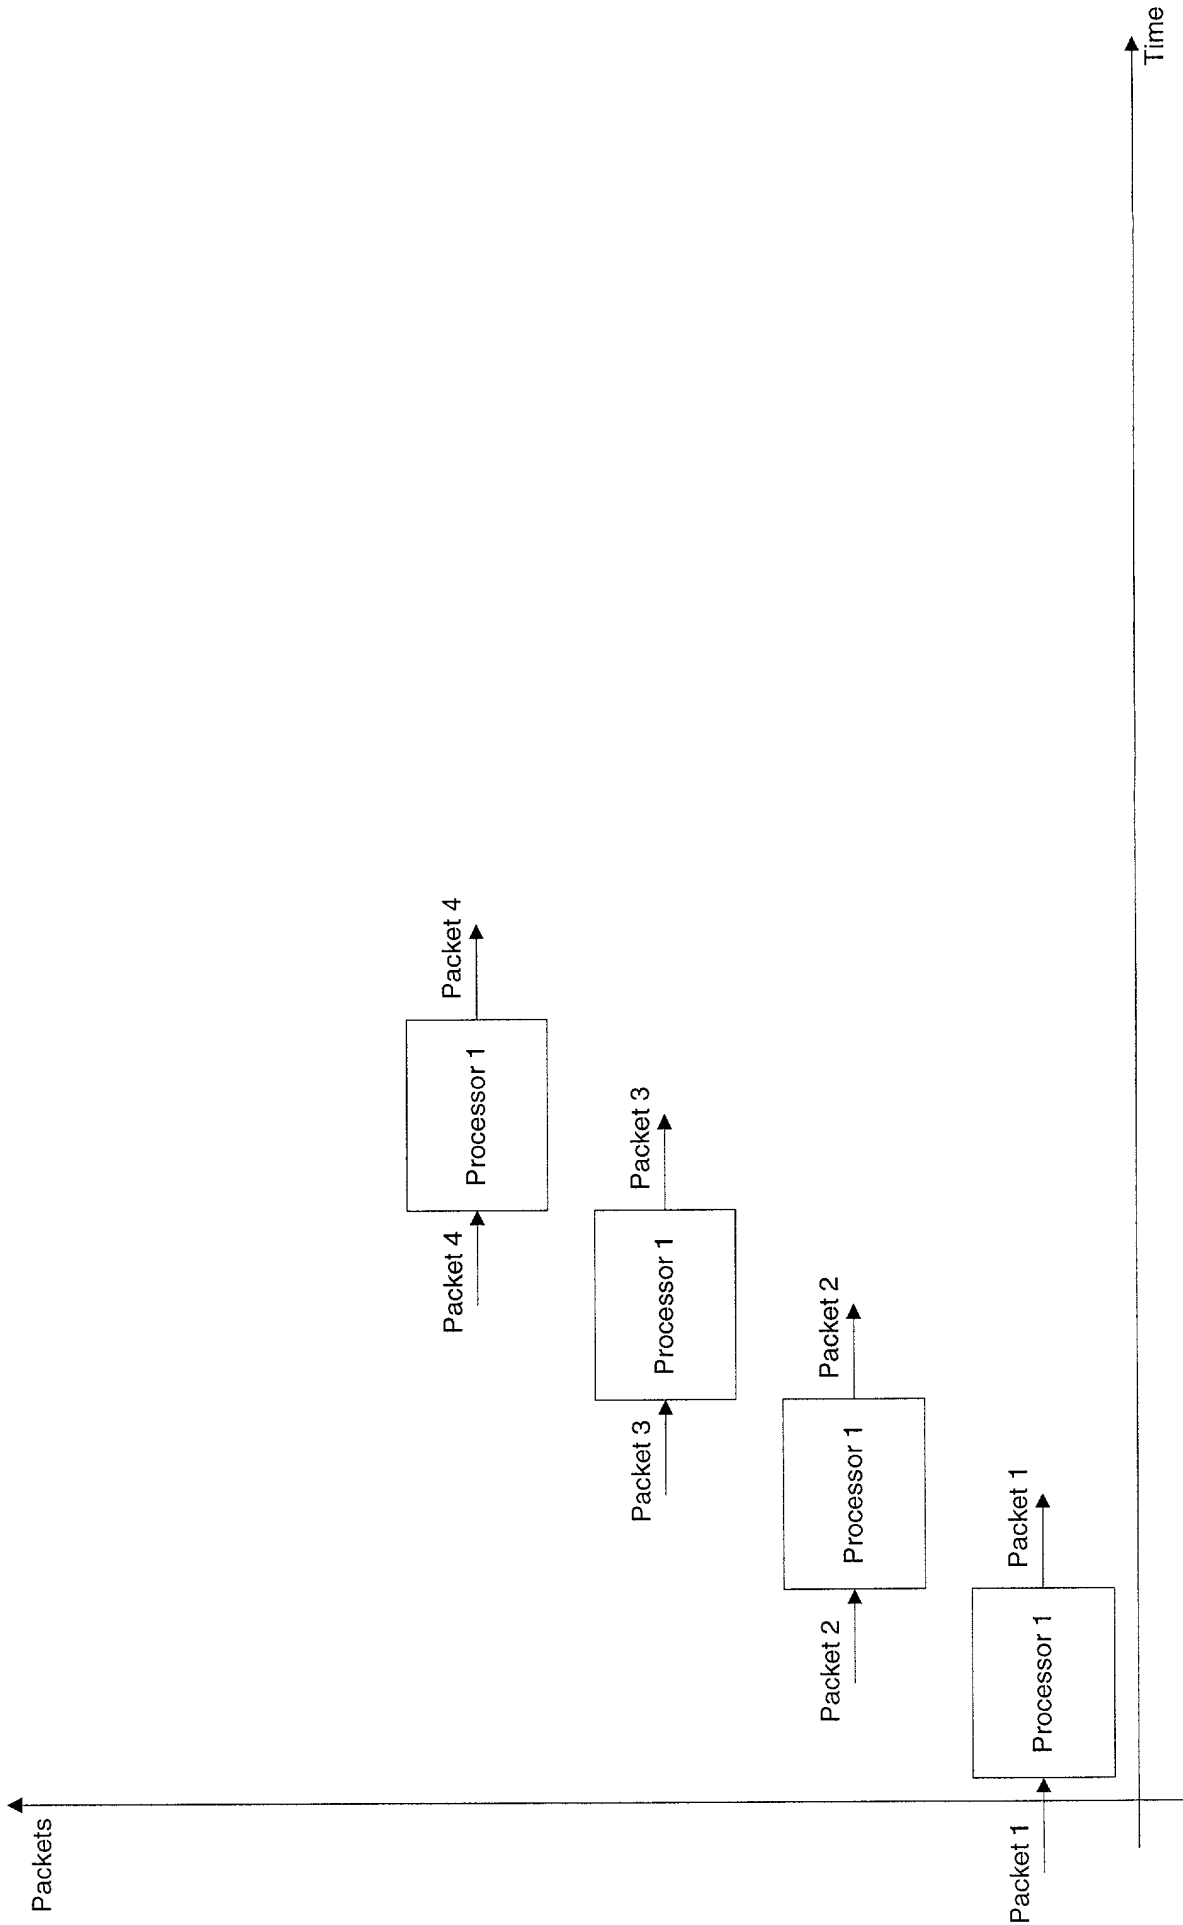 Packets
Packet 4
Processor 1
Packet 4
Packet 3
Processor 1
Packet 3
Packet 2
Processor 1
Packet 2
Packet 1
Processor 1
Packet 1
Time